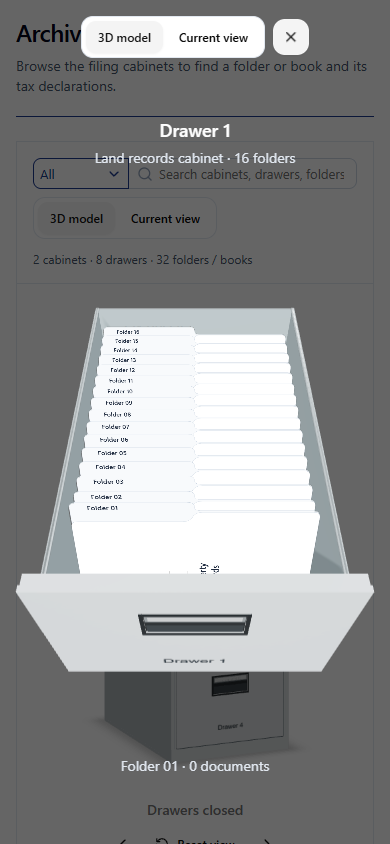 Archiv
3D model
Current view
Browse the filing cabinets to find a folder or book and its
tax declarations.
Drawer 1
Land records cabinet · 16 folders
All
Search cabinets, drawers, folders
3D model
Current view
2 cabinets · 8 drawers · 32 folders / books
Folder 16
Folder 15
Folder 14
Folder 13
Folder 12
Folder 11
Folder 10
Folder 09
Folder 08
Folder 07
Folder 06
Folder 05
Folder 04
Folder 03
Folder 02
Folder 01
Drawer 1
Drawer 4
Folder 01 · 0 documents
Drawers closed
Reset view